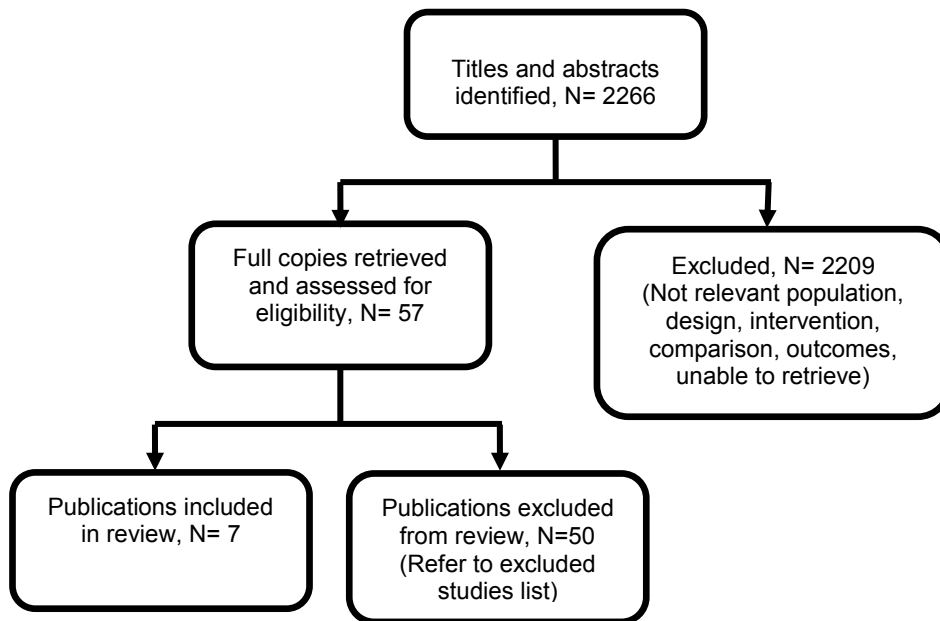 Titles and abstracts
identified, N= 2266
Full copies retrieved
and assessed for
eligibility, N= 57
Excluded, N= 2209
(Not relevant population,
design, intervention,
comparison, outcomes,
unable to retrieve)
Publications included
in review, N= 7
Publications excluded
from review, N=50
(Refer to excluded
studies list)